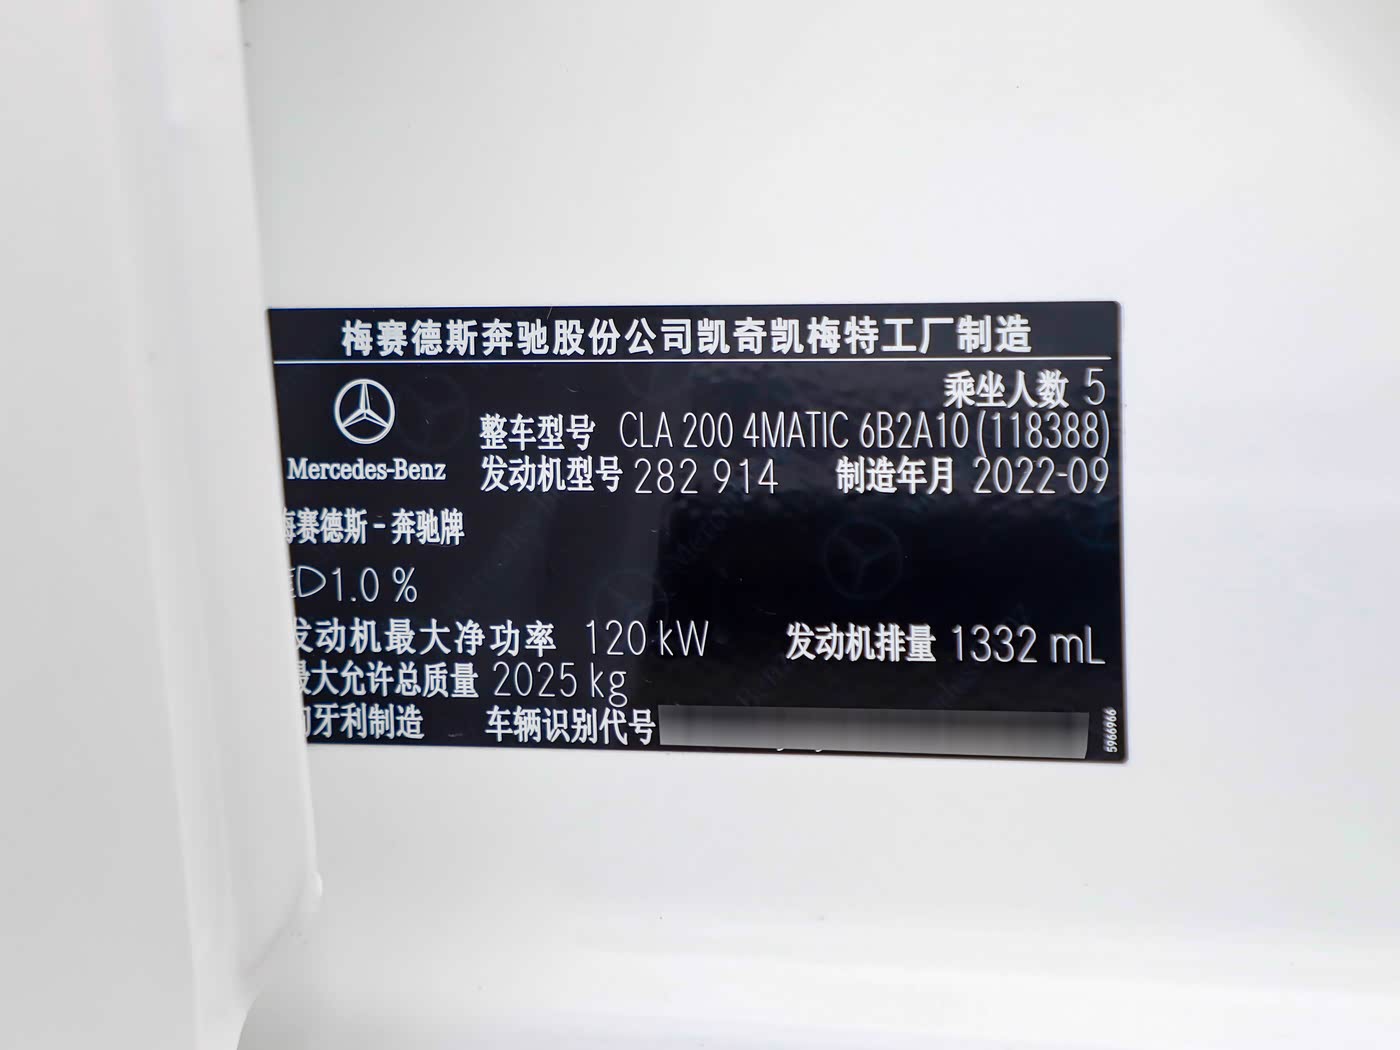 梅赛德斯奔驰股份公司凯奇凯梅特工厂制造
乘坐人数 5
Mercedes-Benz
整车型号 CLA 200 4MATIC 6B2A10 (118388)
发动机型号 282 914 制造年月 2022-09
梅赛德斯-奔驰牌
1.0 %
发动机最大净功率 120 kW 发动机排量 1332 mL
最大允许总质量 2025 kg
匈牙利制造 车辆识别代号
5966966